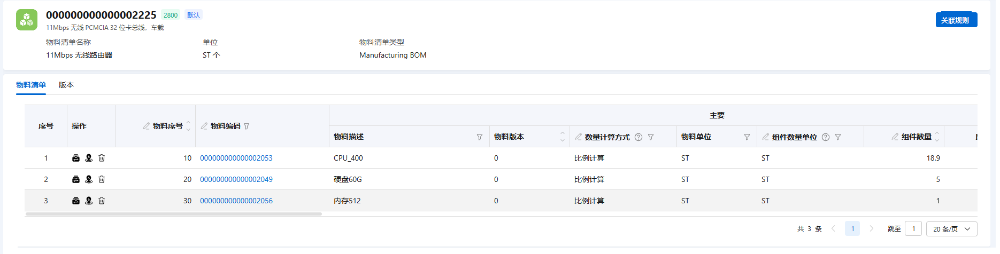 000000000000002225 2800 默认
11Mbps 无线 PCMCIA 32 位卡总线，车载
关联规则
物料清单名称 单位 物料清单类型
11Mbps 无线路由器 ST 个 Manufacturing BOM
物料清单 版本
主要
序号 操作 物料序号 物料编码
物料描述 物料版本 数量计算方式 物料单位 组件数量单位 组件数量
1 10 000000000000002053 CPU_400 0 比例计算 ST ST 18.9
2 20 000000000000002049 硬盘60G 0 比例计算 ST ST 5
3 30 000000000000002056 内存512 0 比例计算 ST ST 1
共 3 条 1 跳至 1 20 条/页